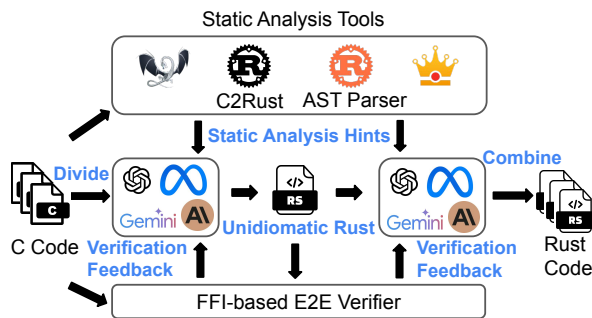 Static Analysis Tools
C2Rust
AST Parser
Static Analysis Hints
Divide
Combine
C
C Code
Gemini
</>
RS
Unidiomatic Rust
Gemini
</>
RS
Rust
Code
Verification
Feedback
Verification
Feedback
FFI-based E2E Verifier